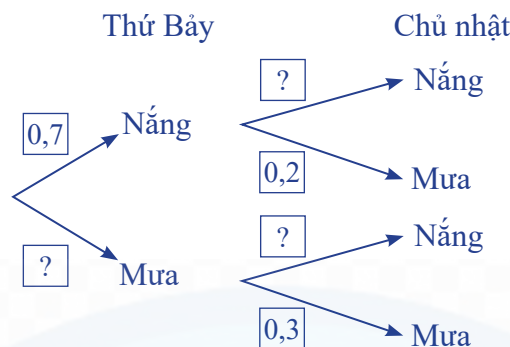 Thứ Bảy Chủ nhật
? Nắng
0,7 Nắng
0,2 Mưa
? Nắng
? Mưa
0,3 Mưa